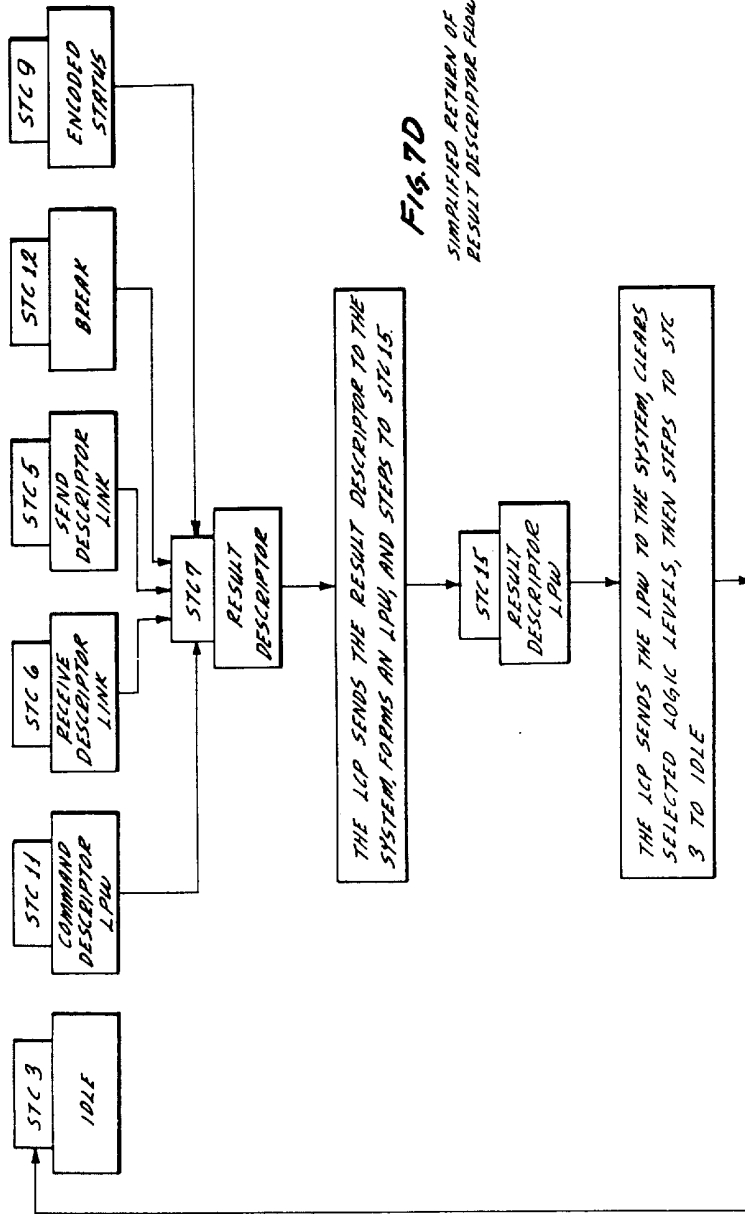 STC 3
IDLE
STC 11
COMMAND
DESCRIPTOR
LPW
STC 6
RECEIVE
DESCRIPTOR
LINK
STC 5
SEND
DESCRIPTOR
LINK
STC 12
BREAK
STC 9
ENCODED
STATUS
STC7
RESULT
DESCRIPTOR
THE LCP SENDS THE RESULT DESCRIPTOR TO THE
SYSTEM, FORMS AN LPW, AND STEPS TO STC 15.
STC 15
RESULT
DESCRIPTOR
LPW
THE LCP SENDS THE LPW TO THE SYSTEM, CLEARS
SELECTED LOGIC LEVELS, THEN STEPS TO STC
3 TO IDLE
FIG. 7D
SIMPLIFIED RETURN OF
RESULT DESCRIPTOR FLOW